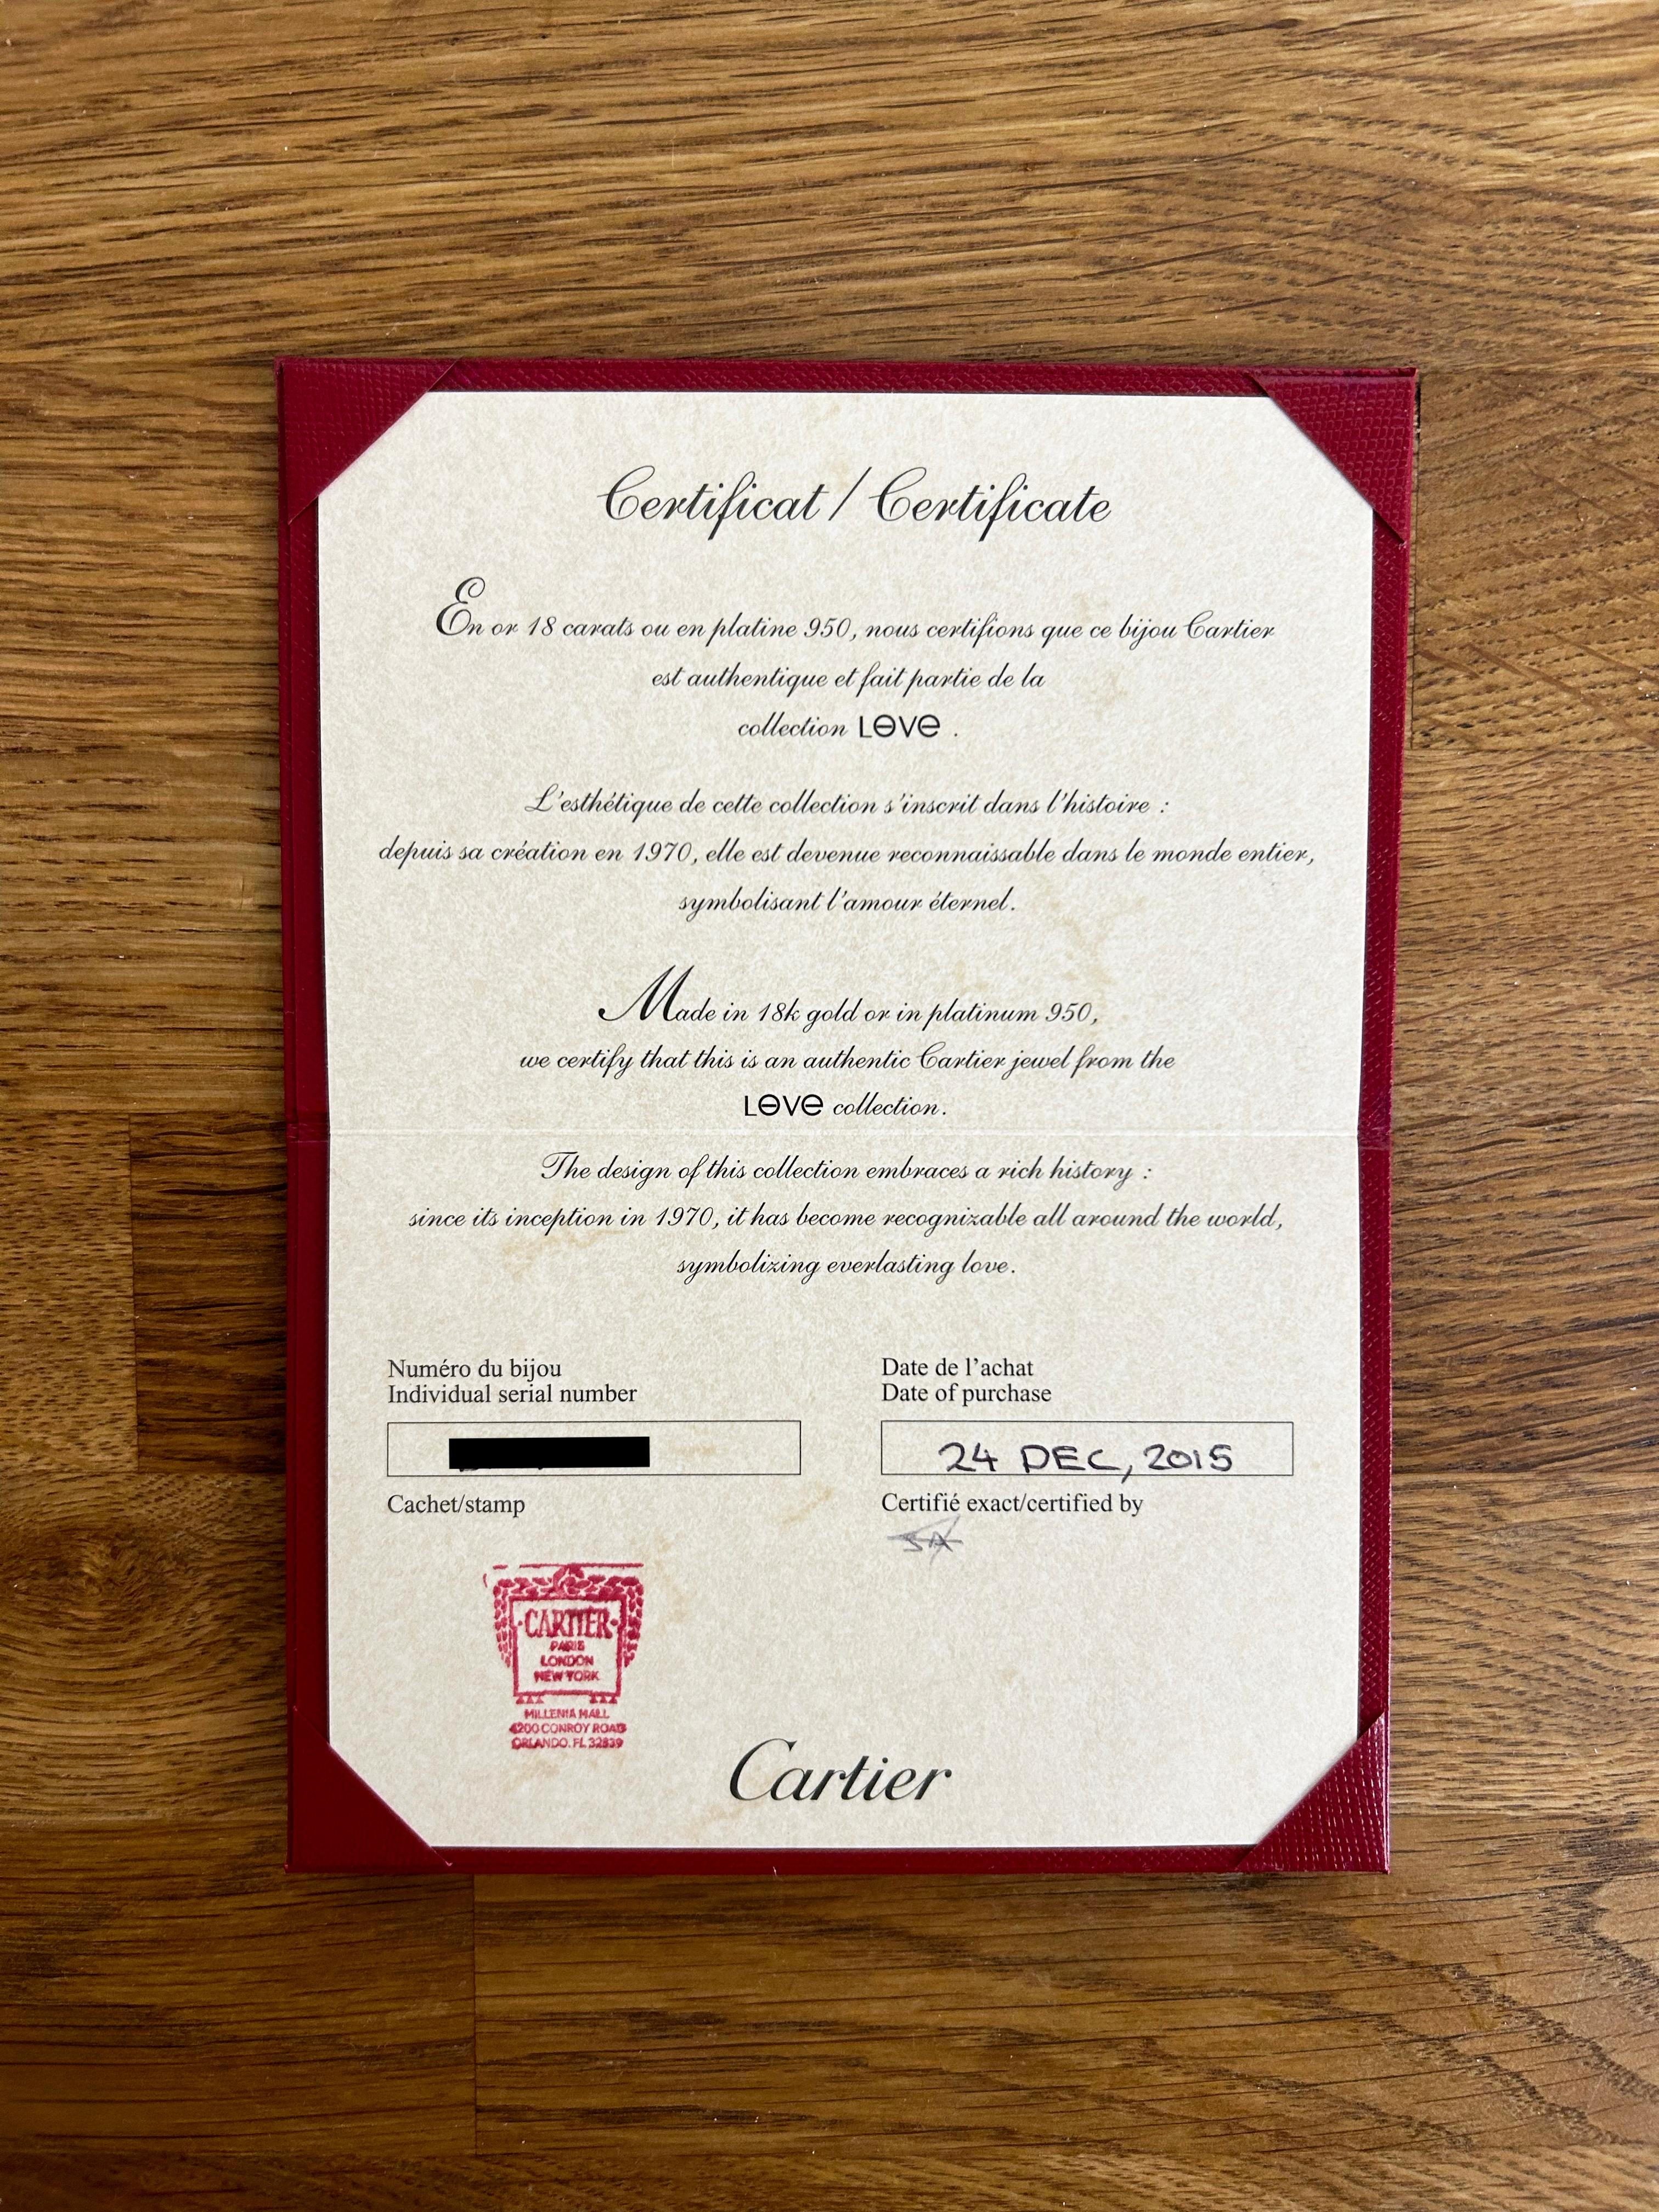 Certificat / Certificate
En or 18 carats ou en platine 950, nous certifions que ce bijou Cartier
est authentique et fait partie de la
collection LOVE .
L'esthétique de cette collection s'inscrit dans l'histoire :
depuis sa création en 1970, elle est devenue reconnaissable dans le monde entier,
symbolisant l'amour éternel.
Made in 18k gold or in platinum 950,
we certify that this is an authentic Cartier jewel from the
LOVE collection.
The design of this collection embraces a rich history :
since its inception in 1970, it has become recognizable all around the world,
symbolizing everlasting love.
Numéro du bijou
Individual serial number
Date de l'achat
Date of purchase
24 DEC, 2015
Cachet/stamp
Certifié exact/certified by
CARTIER
PARIS
LONDON
NEW YORK
MILLENIA MALL
4200 CONROY ROAD
ORLANDO, FL 32839
Cartier